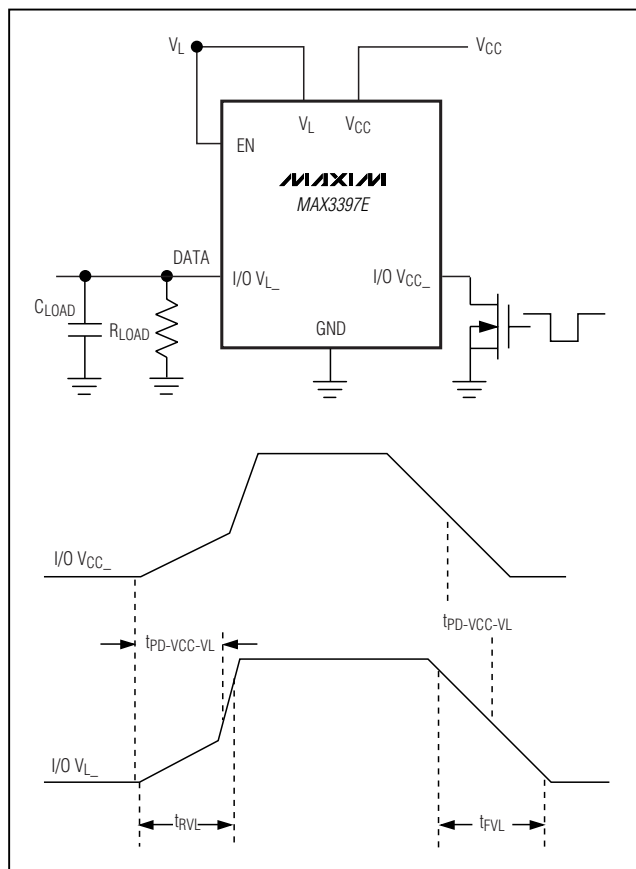 VL
VCC
VL VCC
EN
MAXIM
MAX3397E
DATA
I/O VL_
I/O VCC_
CLOAD
RLOAD
GND
I/O VCC_
tPD-VCC-VL
tPD-VCC-VL
I/O VL_
tRVL
tFVL